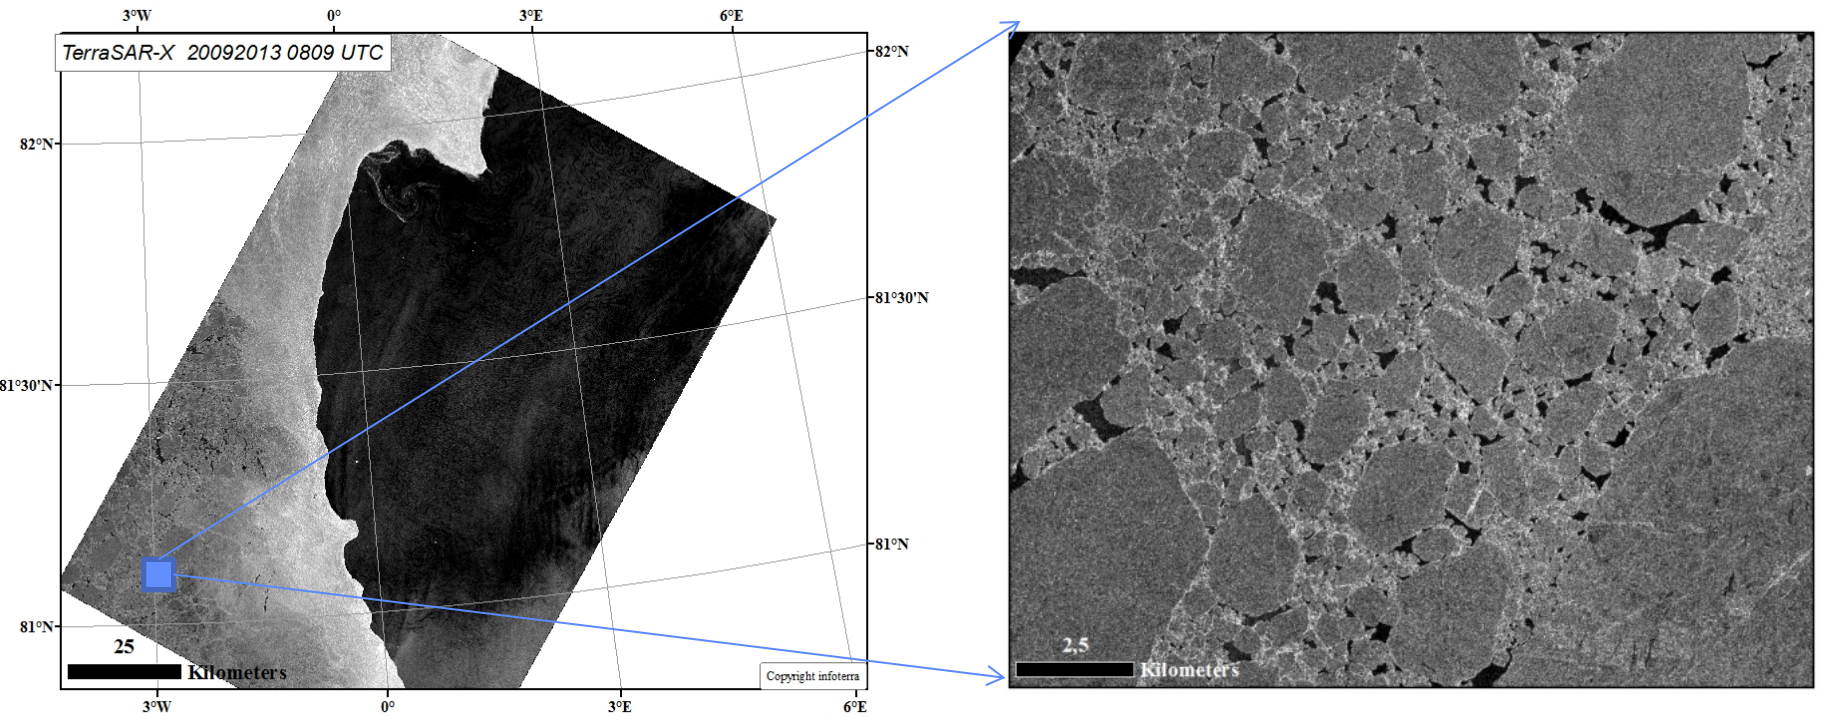 3°W 0° 3°E 6°E
TerraSAR-X 20092013 0809 UTC
82°N
82°N
81°30'N
81°30'N
81°N
81°N
25
Kilometers
Copyright infoterra
3°W 0° 3°E 6°E
2,5
Kilometers